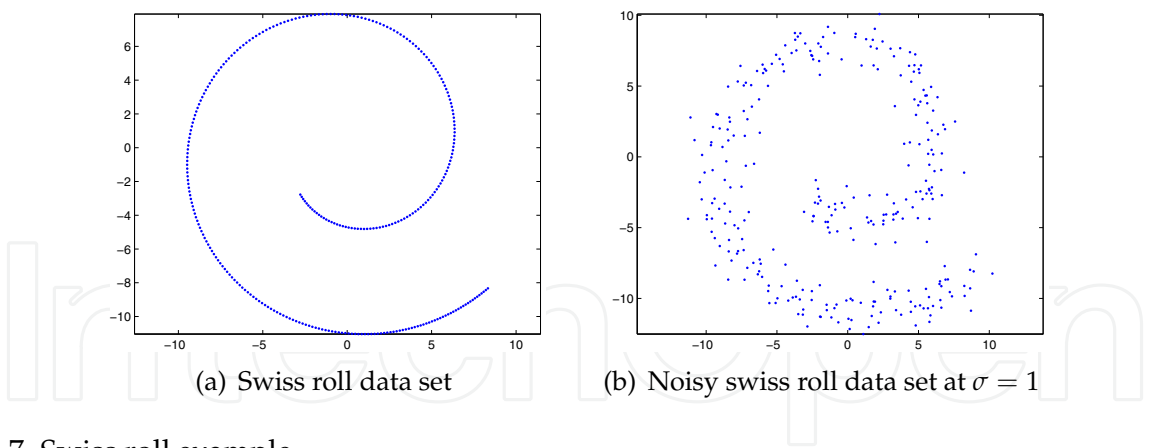 6
4
2
0
−2
−4
−6
−8
−10
−10 −5 0 5 10
10
5
0
−5
−10
−10 −5 0 5 10
(a) Swiss roll data set
(b) Noisy swiss roll data set at σ = 1
InTechOpen
7. Swiss roll example